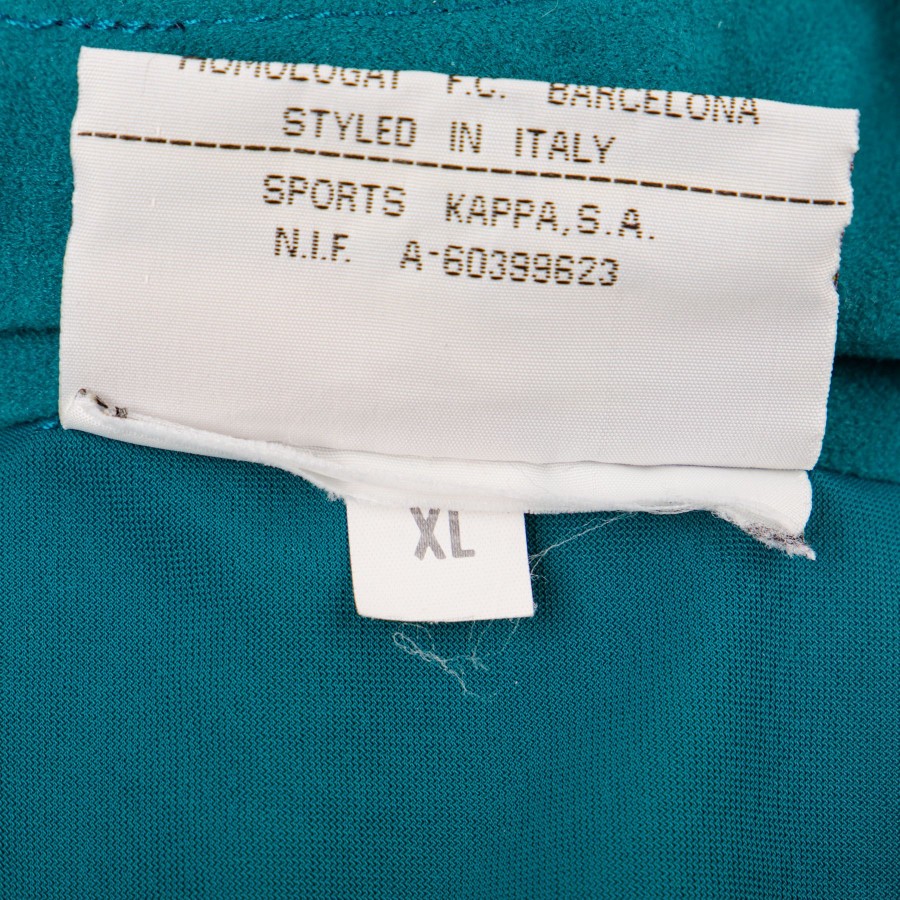 HOMOLOGAT F.C. BARCELONA
STYLED IN ITALY
SPORTS KAPPA,S.A.
N.I.F. A-60399623
XL